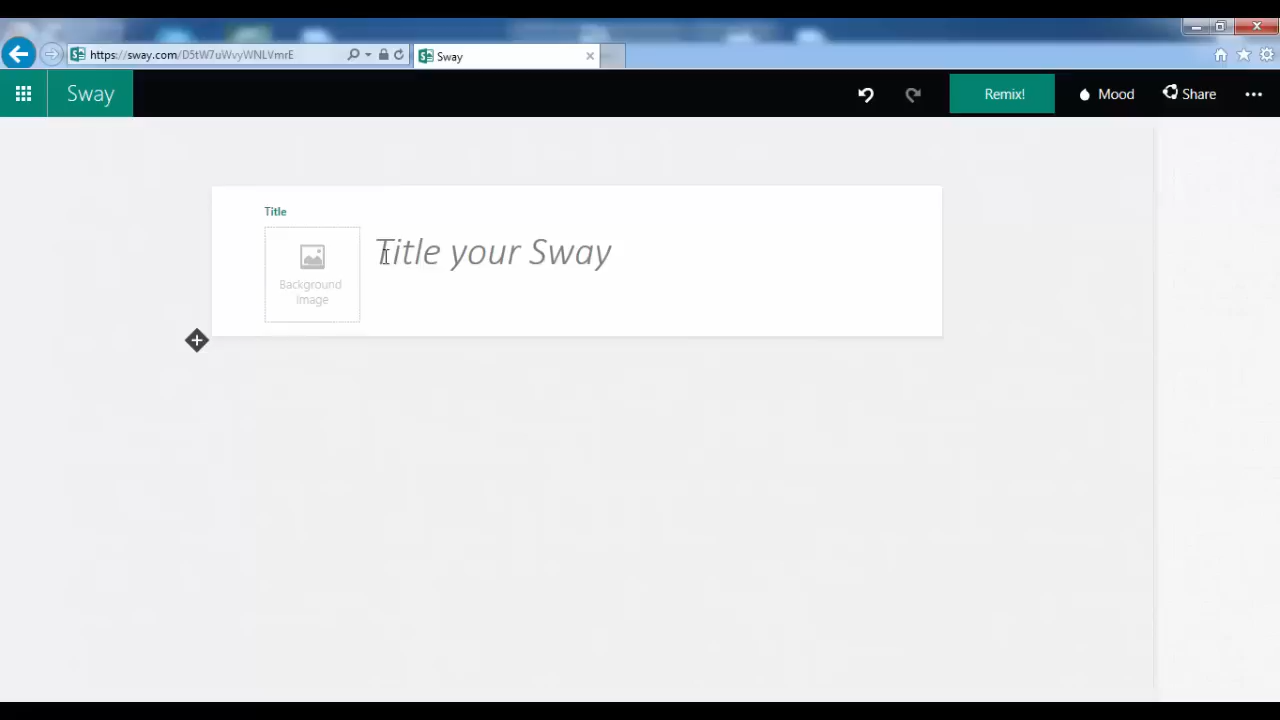 https://sway.com/D5tW7uWvyWNLVmrE
Sway
Sway
Remix!
Mood
Share
Title
Title your Sway
Background
Image